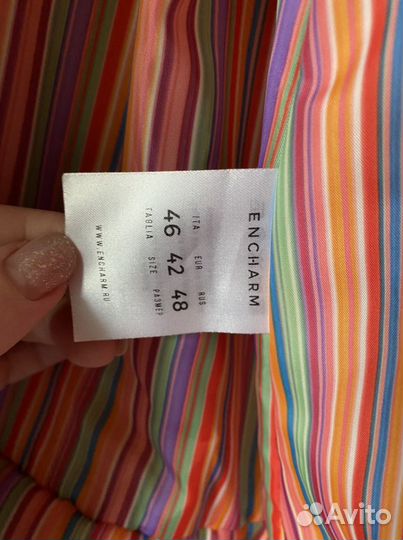 ENCHARM
ITA EUR RUS
46 42 48
TAGLIA SIZE РАЗМЕР
WWW.ENCHARM.RU
Avito